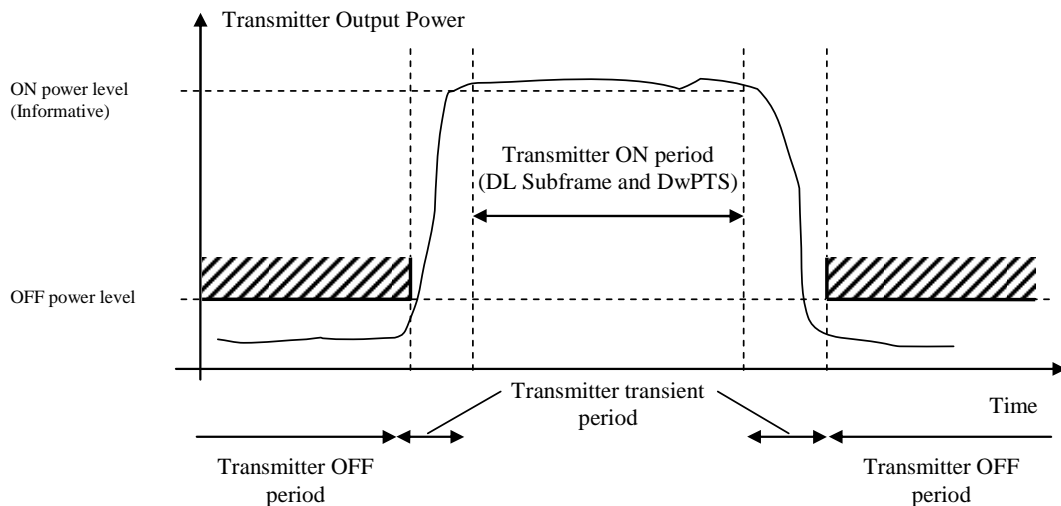 Transmitter Output Power
ON power level
(Informative)
Transmitter ON period
(DL Subframe and DwPTS)
OFF power level
Transmitter transient
period
Time
Transmitter OFF
period
Transmitter OFF
period